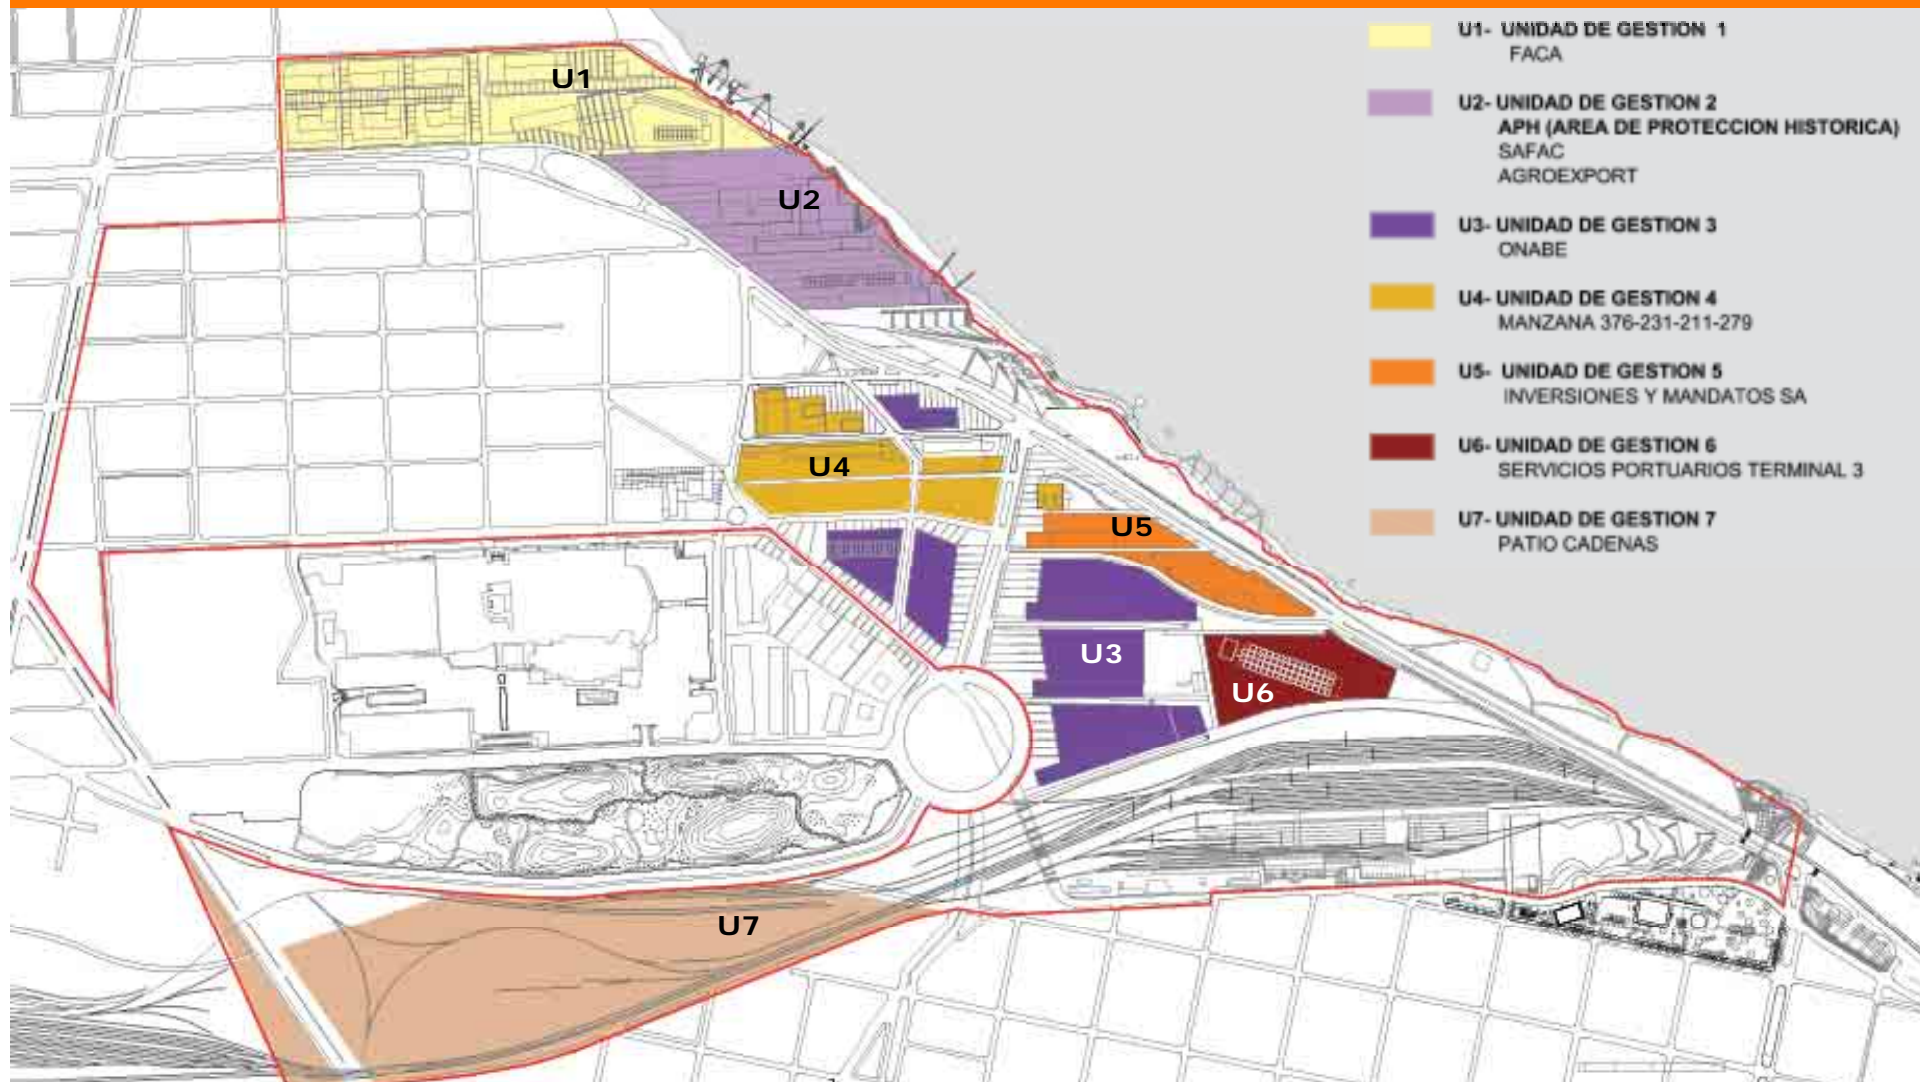 U1- UNIDAD DE GESTION 1
FACA
U2- UNIDAD DE GESTION 2
APH (AREA DE PROTECCION HISTORICA)
SAFAC
AGROEXPORT
U3- UNIDAD DE GESTION 3
ONABE
U4- UNIDAD DE GESTION 4
MANZANA 376-231-211-279
U5- UNIDAD DE GESTION 5
INVERSIONES Y MANDATOS SA
U6- UNIDAD DE GESTION 6
SERVICIOS PORTUARIOS TERMINAL 3
U7- UNIDAD DE GESTION 7
PATIO CADENAS
U1
U2
U4
U5
U3
U6
U7